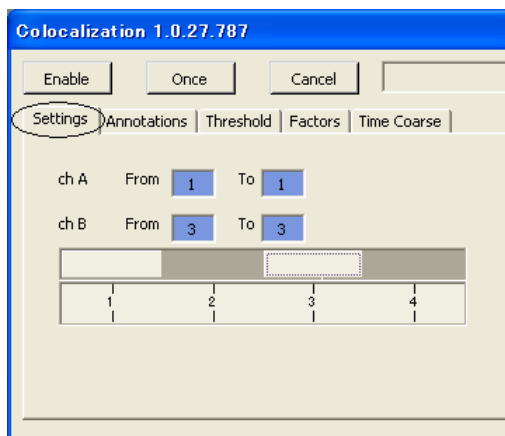 Colocalization 1.0.27.787
Enable Once Cancel
Settings Annotations Threshold Factors Time Coarse
ch A From 1 To 1
ch B From 3 To 3
1 2 3 4